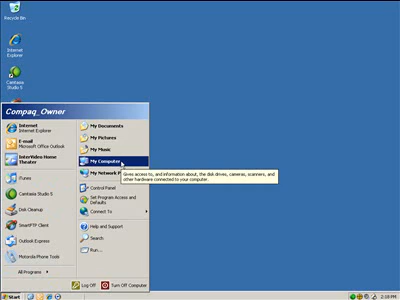 Recycle Bin
Internet
Explorer
Camtasia
Studio 5
Compaq_Owner
Internet
Internet Explorer
E-mail
Microsoft Office Outlook
InterVideo Home
Theater
iTunes
Camtasia Studio 5
Disk Cleanup
SmartFTP Client
Outlook Express
Motorola Phone Tools
All Programs
My Documents
My Pictures
My Music
My Computer
My Network P
Gives access to, and information about, the disk drives, cameras, scanners, and
other hardware connected to your computer.
Control Panel
Set Program Access and
Defaults
Connect To
Help and Support
Search
Run...
Log Off
Turn Off Computer
Start
2:18 PM